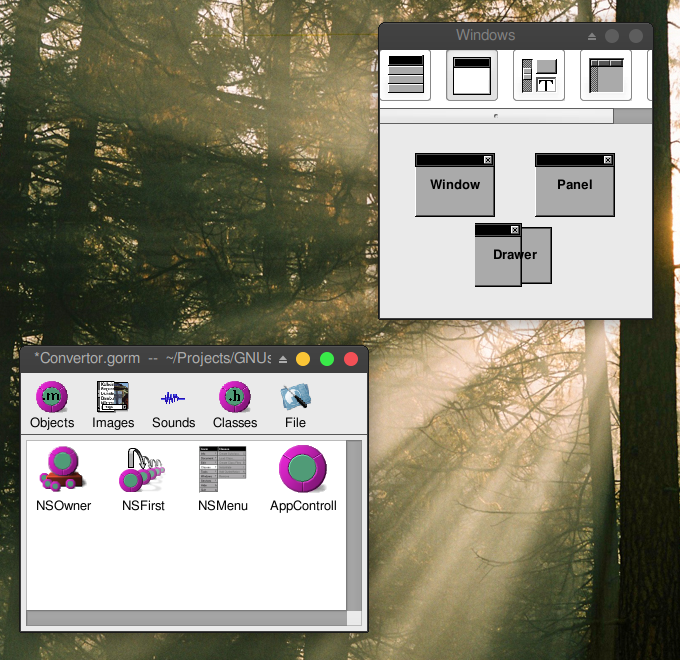 Windows
T
Window
Panel
Drawer
*Convertor.gorm -- ~/Projects/GNUs
.m
.h
Objects
Images
Sounds
Classes
File
NSOwner
NSFirst
NSMenu
AppControll